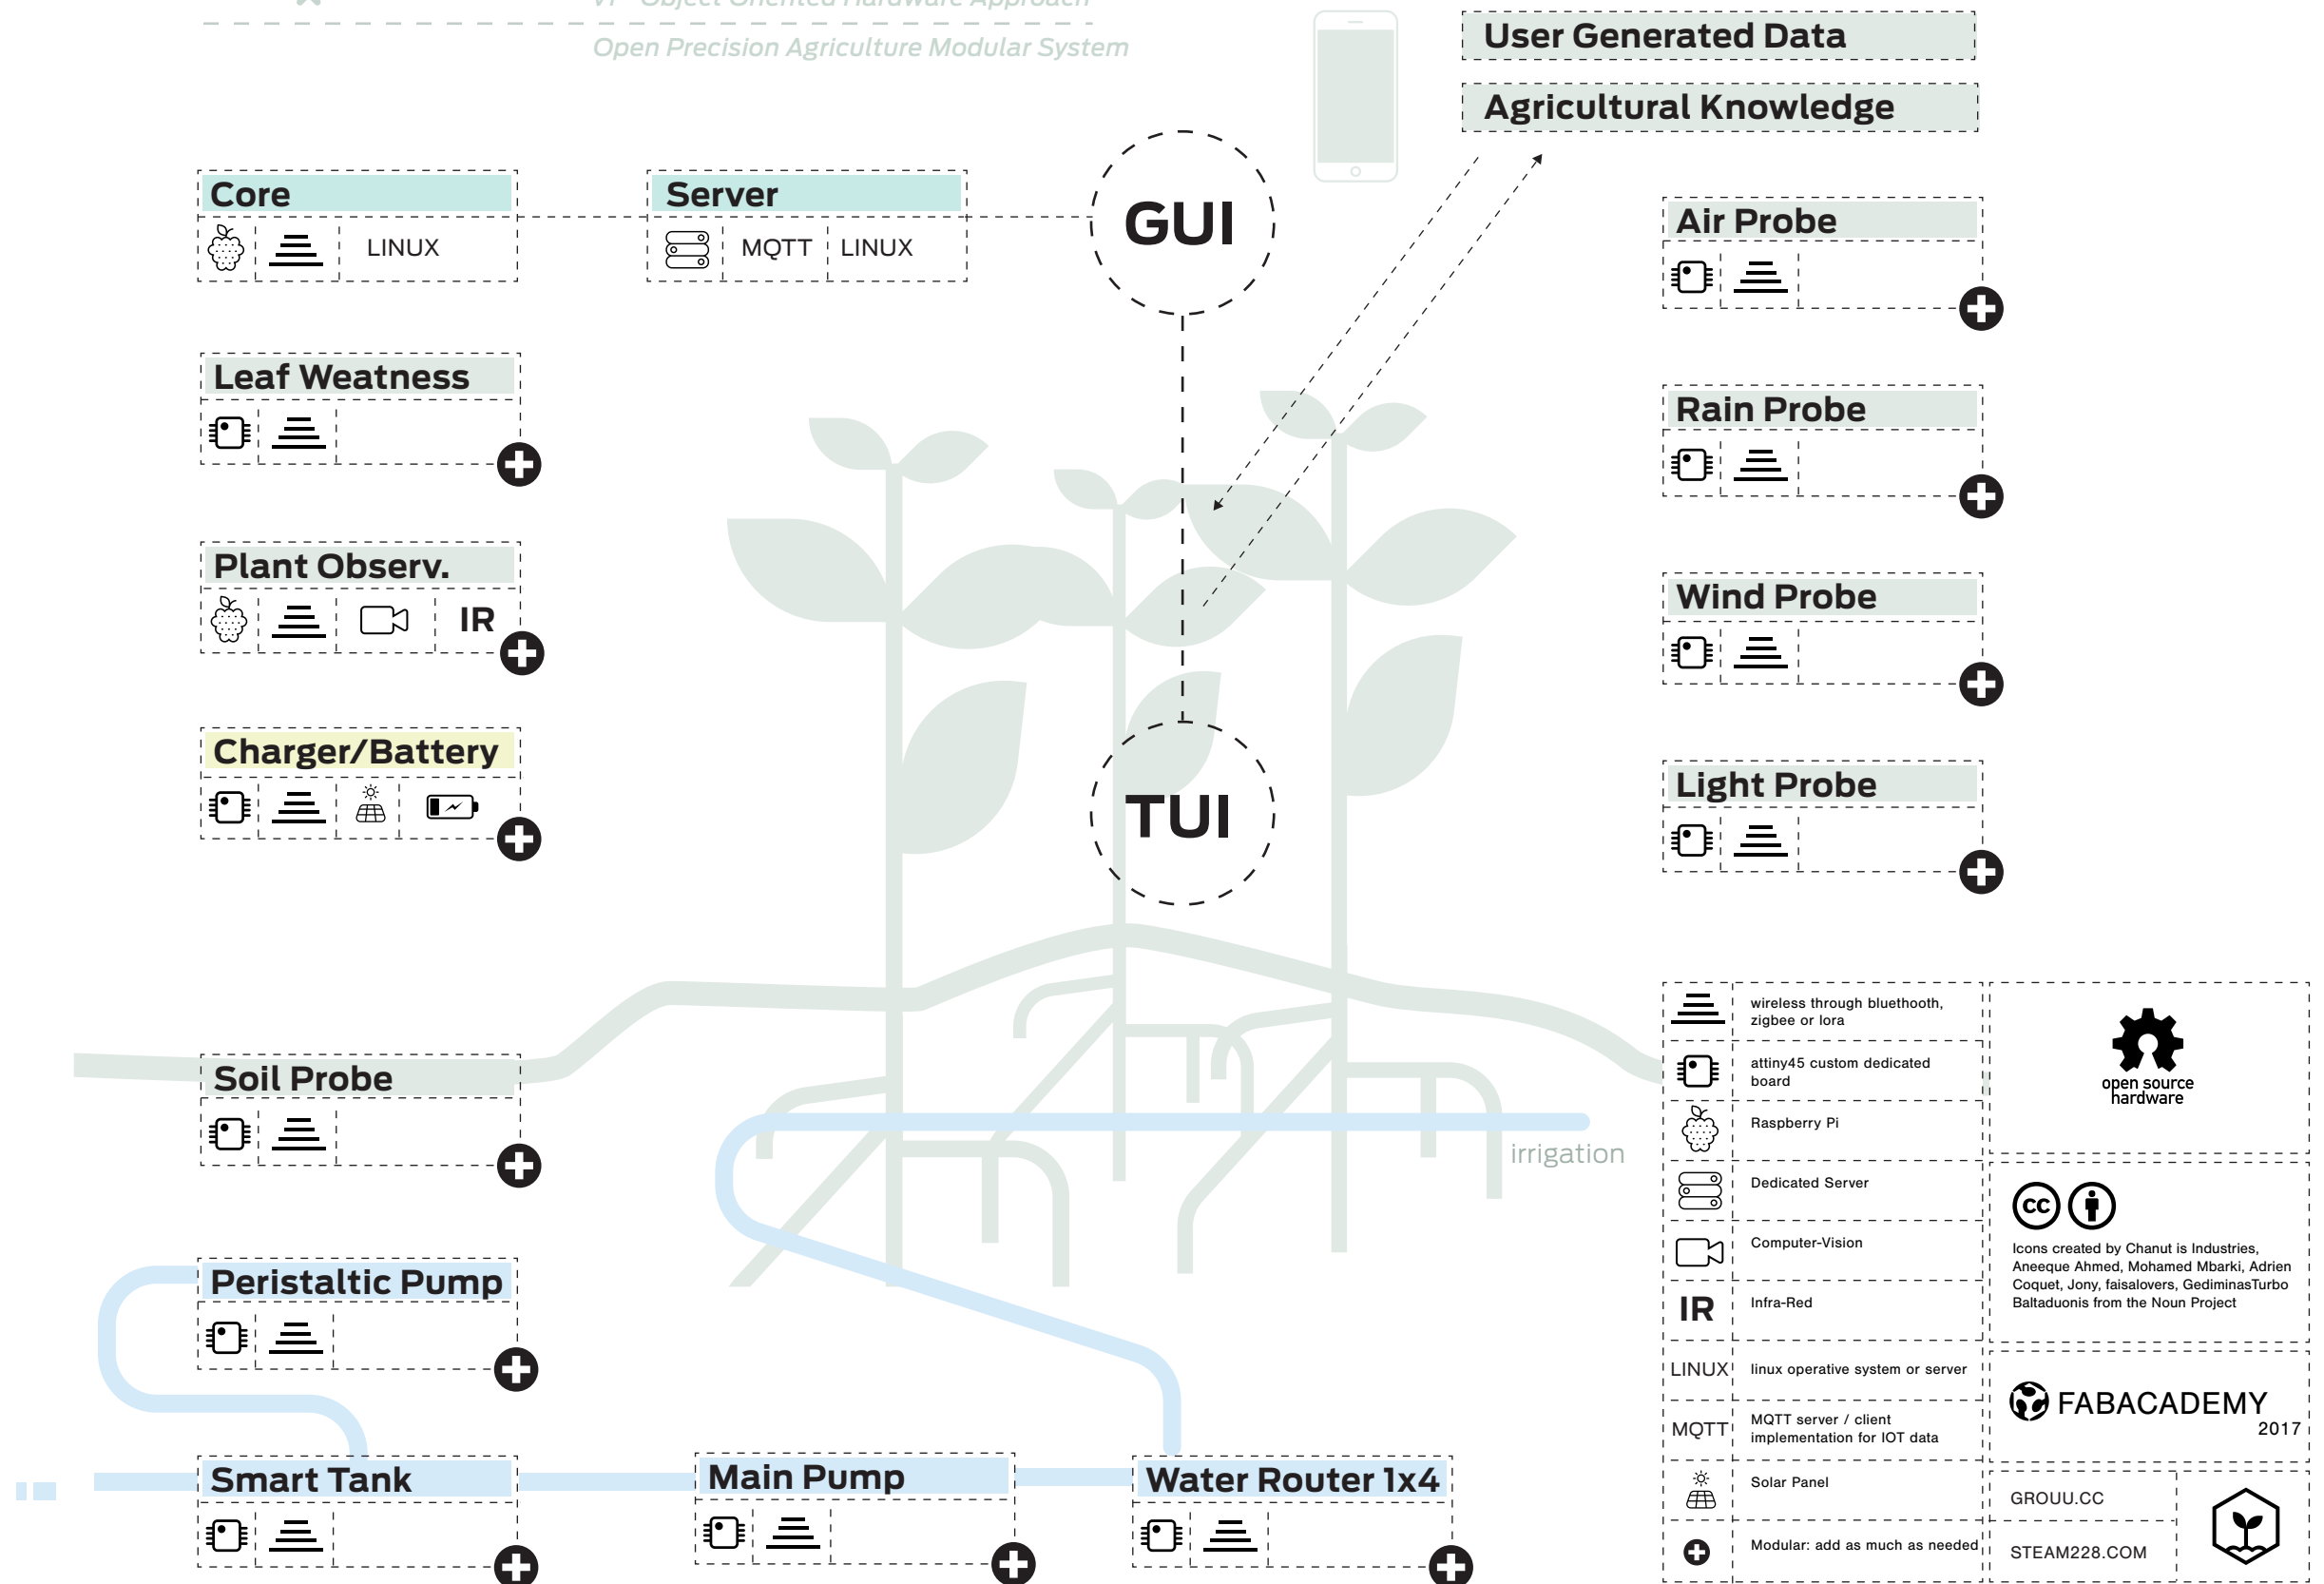 Object Oriented Hardware Approach
Open Precision Agriculture Modular System
User Generated Data
Agricultural Knowledge
Core
LINUX
Server
MQTT
LINUX
GUI
Air Probe
Leaf Weatness
Rain Probe
Plant Observ.
IR
Wind Probe
Charger/Battery
TUI
Light Probe
Soil Probe
irrigation
Peristaltic Pump
Smart Tank
Main Pump
Water Router 1x4
wireless through bluethooth,
zigbee or lora
attiny45 custom dedicated
board
Raspberry Pi
Dedicated Server
Computer-Vision
IR
Infra-Red
LINUX
linux operative system or server
MQTT
MQTT server / client
implementation for IOT data
Solar Panel
Modular: add as much as needed
open source
hardware
cc
Icons created by Chanut is Industries,
Aneeque Ahmed, Mohamed Mbarki, Adrien
Coquet, Jony, faisalovers, GediminasTurbo
Baltaduonis from the Noun Project
FABACADEMY
2017
GROUU.CC
STEAM228.COM